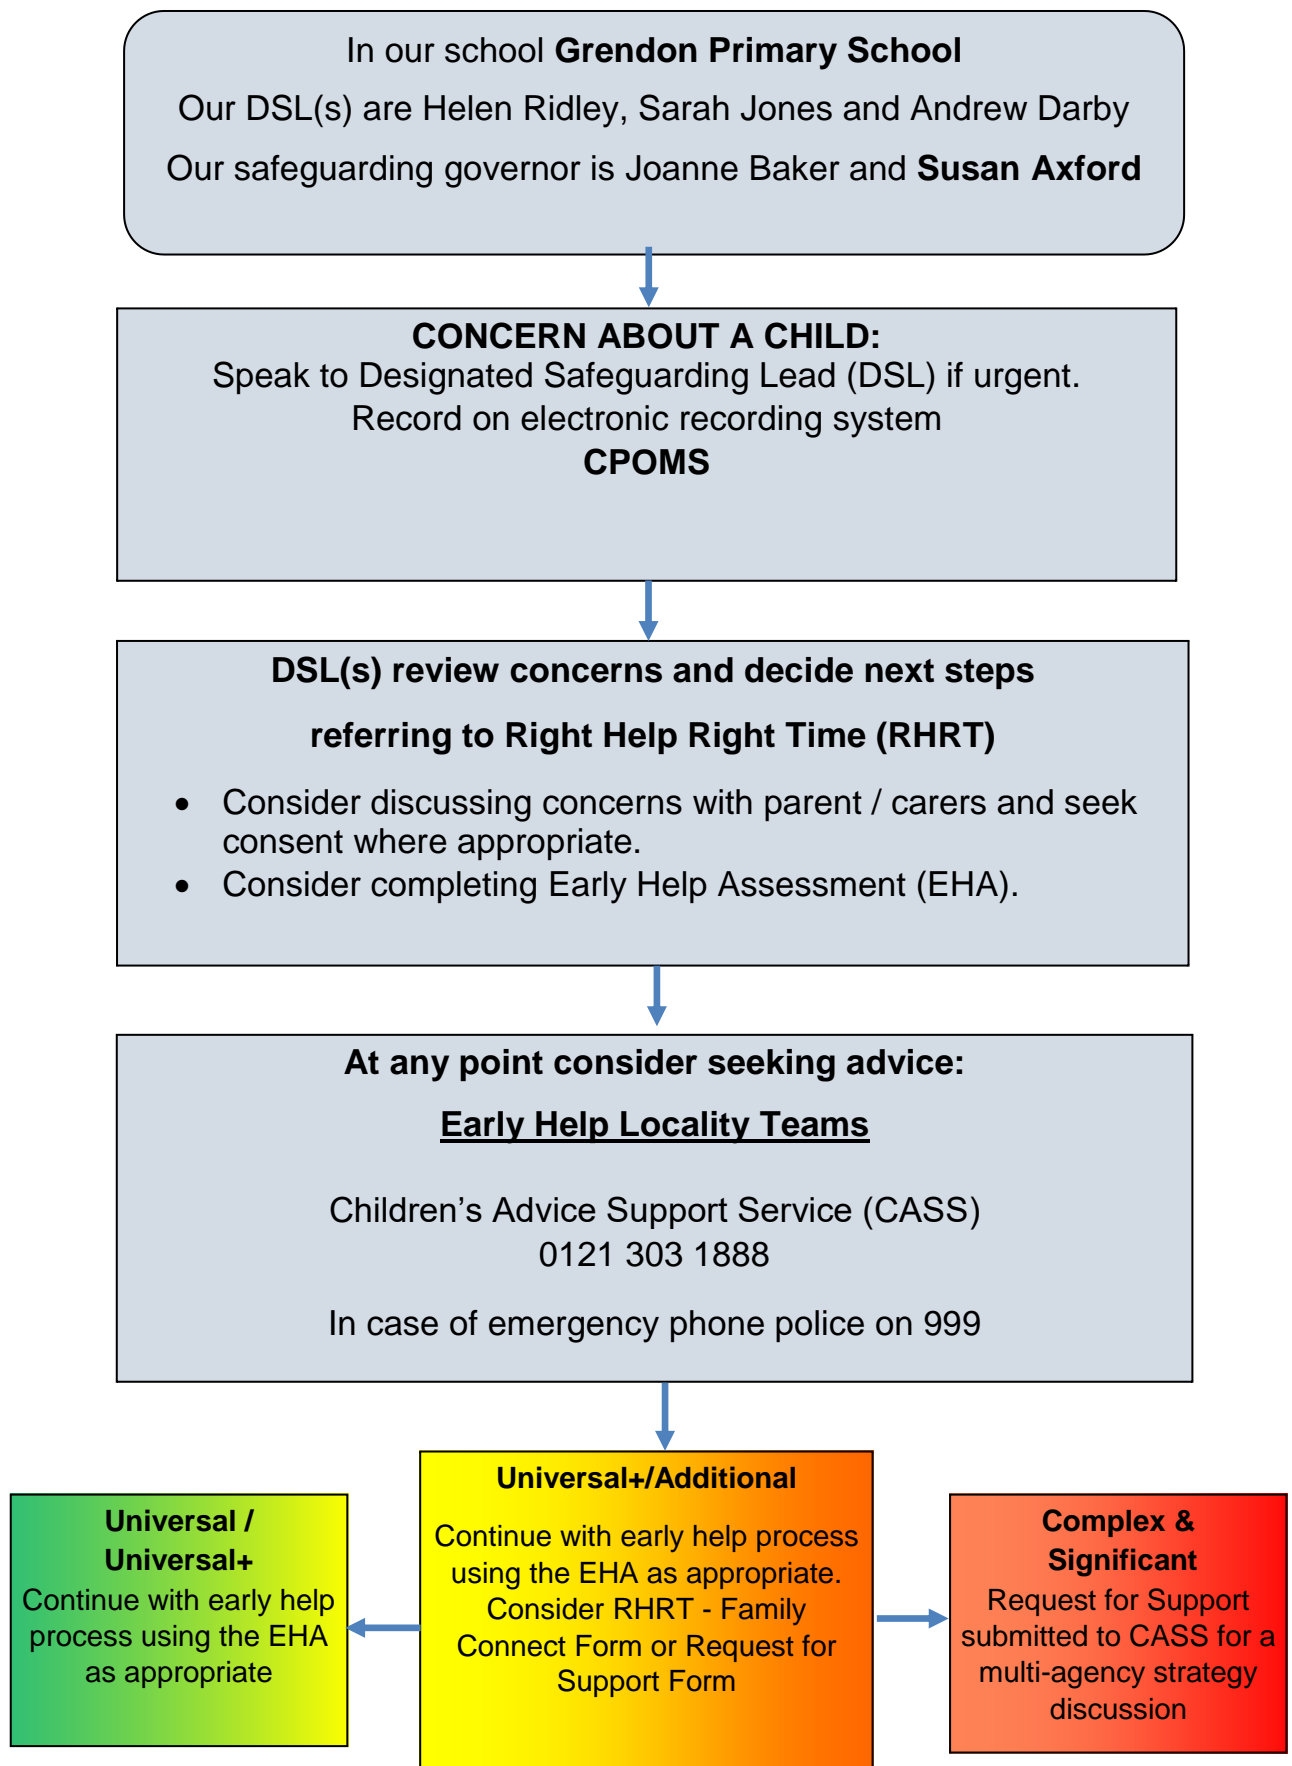 In our school Grendon Primary School
Our DSL(s) are Helen Ridley, Sarah Jones and Andrew Darby
Our safeguarding governor is Joanne Baker and Susan Axford
CONCERN ABOUT A CHILD:
Speak to Designated Safeguarding Lead (DSL) if urgent.
Record on electronic recording system
CPOMS
DSL(s) review concerns and decide next steps
referring to Right Help Right Time (RHRT)
• Consider discussing concerns with parent / carers and seek
consent where appropriate.
• Consider completing Early Help Assessment (EHA).
At any point consider seeking advice:
Early Help Locality Teams
Children’s Advice Support Service (CASS)
0121 303 1888
In case of emergency phone police on 999
Universal /
Universal+
Continue with early help
process using the EHA
as appropriate
Universal+/Additional
Continue with early help process
using the EHA as appropriate.
Consider RHRT - Family
Connect Form or Request for
Support Form
Complex &
Significant
Request for Support
submitted to CASS for a
multi-agency strategy
discussion